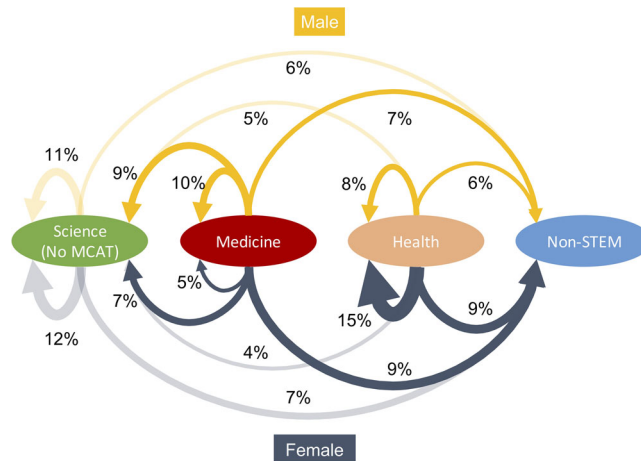 Male
6%
5%
7%
11%
9%
10%
8%
6%
Science
(No MCAT)
Medicine
Health
Non-STEM
5%
7%
15%
9%
12%
4%
9%
7%
Female